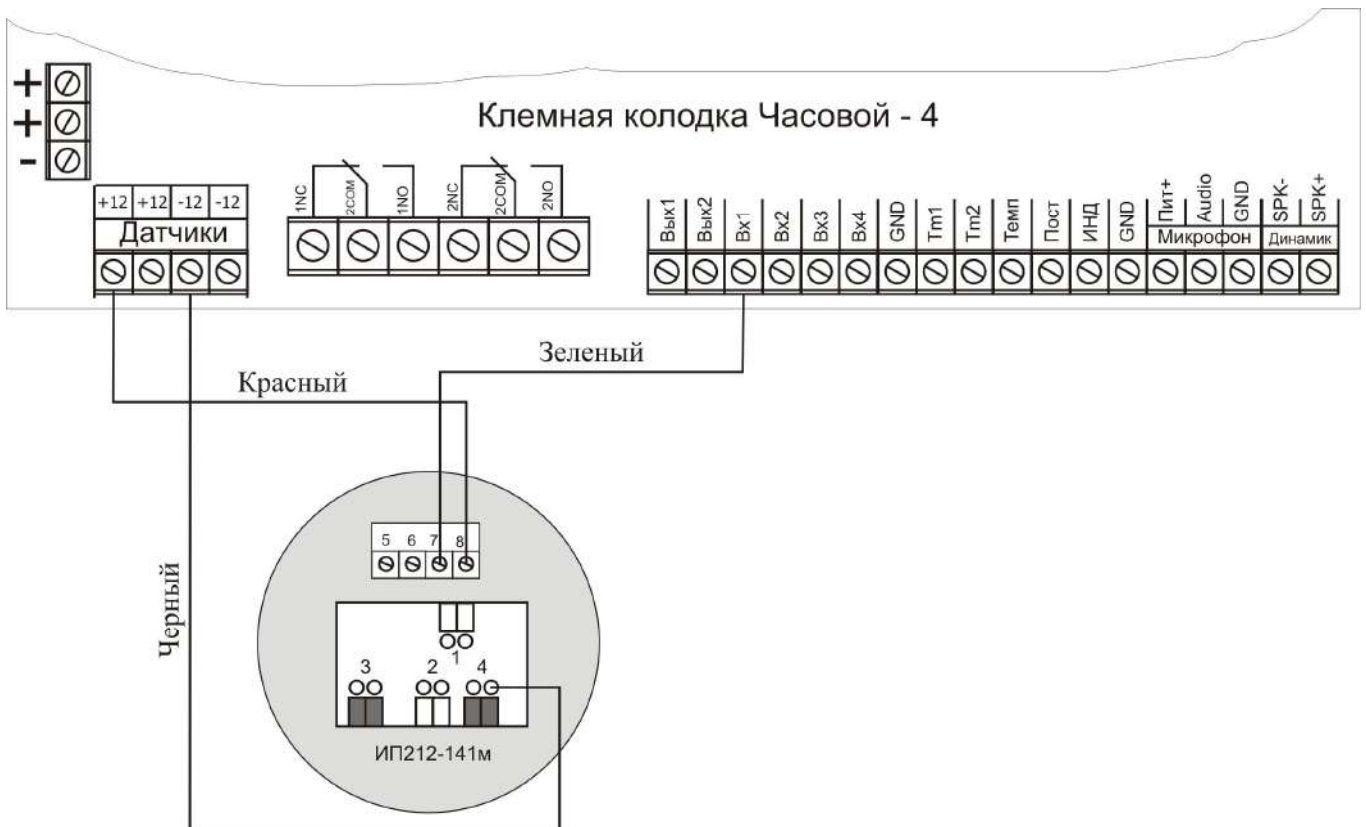 +
+
-
Клемная колодка Часовой - 4
+12 +12 -12 -12
Датчики
1NC 2COM 1NO 2NC 2COM 2NO
Вых1 Вых2 Вх1 Вх2 Вх3 Вх4 GND Tm1 Tm2 Темп Пост ИНД GND Пит+ Audio GND SPK- SPK+
Микрофон Динамик
Зеленый
Красный
Черный
5 6 7 8
1
3 2 4
ИП212-141м